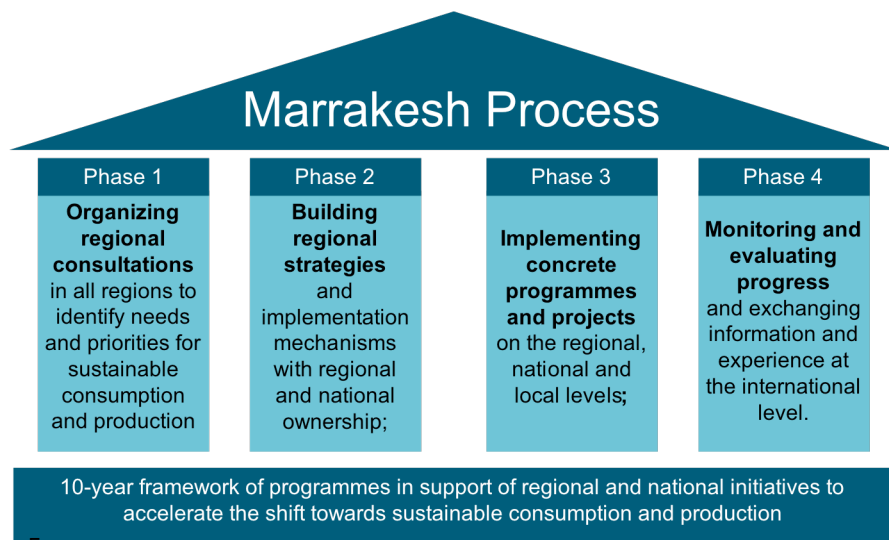 Marrakesh Process
Phase 1
Organizing
regional
consultations
in all regions to
identify needs
and priorities for
sustainable
consumption
and production
Phase 2
Building
regional
strategies
and
implementation
mechanisms
with regional
and national
ownership;
Phase 3
Implementing
concrete
programmes
and projects
on the regional,
national and
local levels;
Phase 4
Monitoring and
evaluating
progress
and exchanging
information and
experience at
the international
level.
10-year framework of programmes in support of regional and national initiatives to
accelerate the shift towards sustainable consumption and production